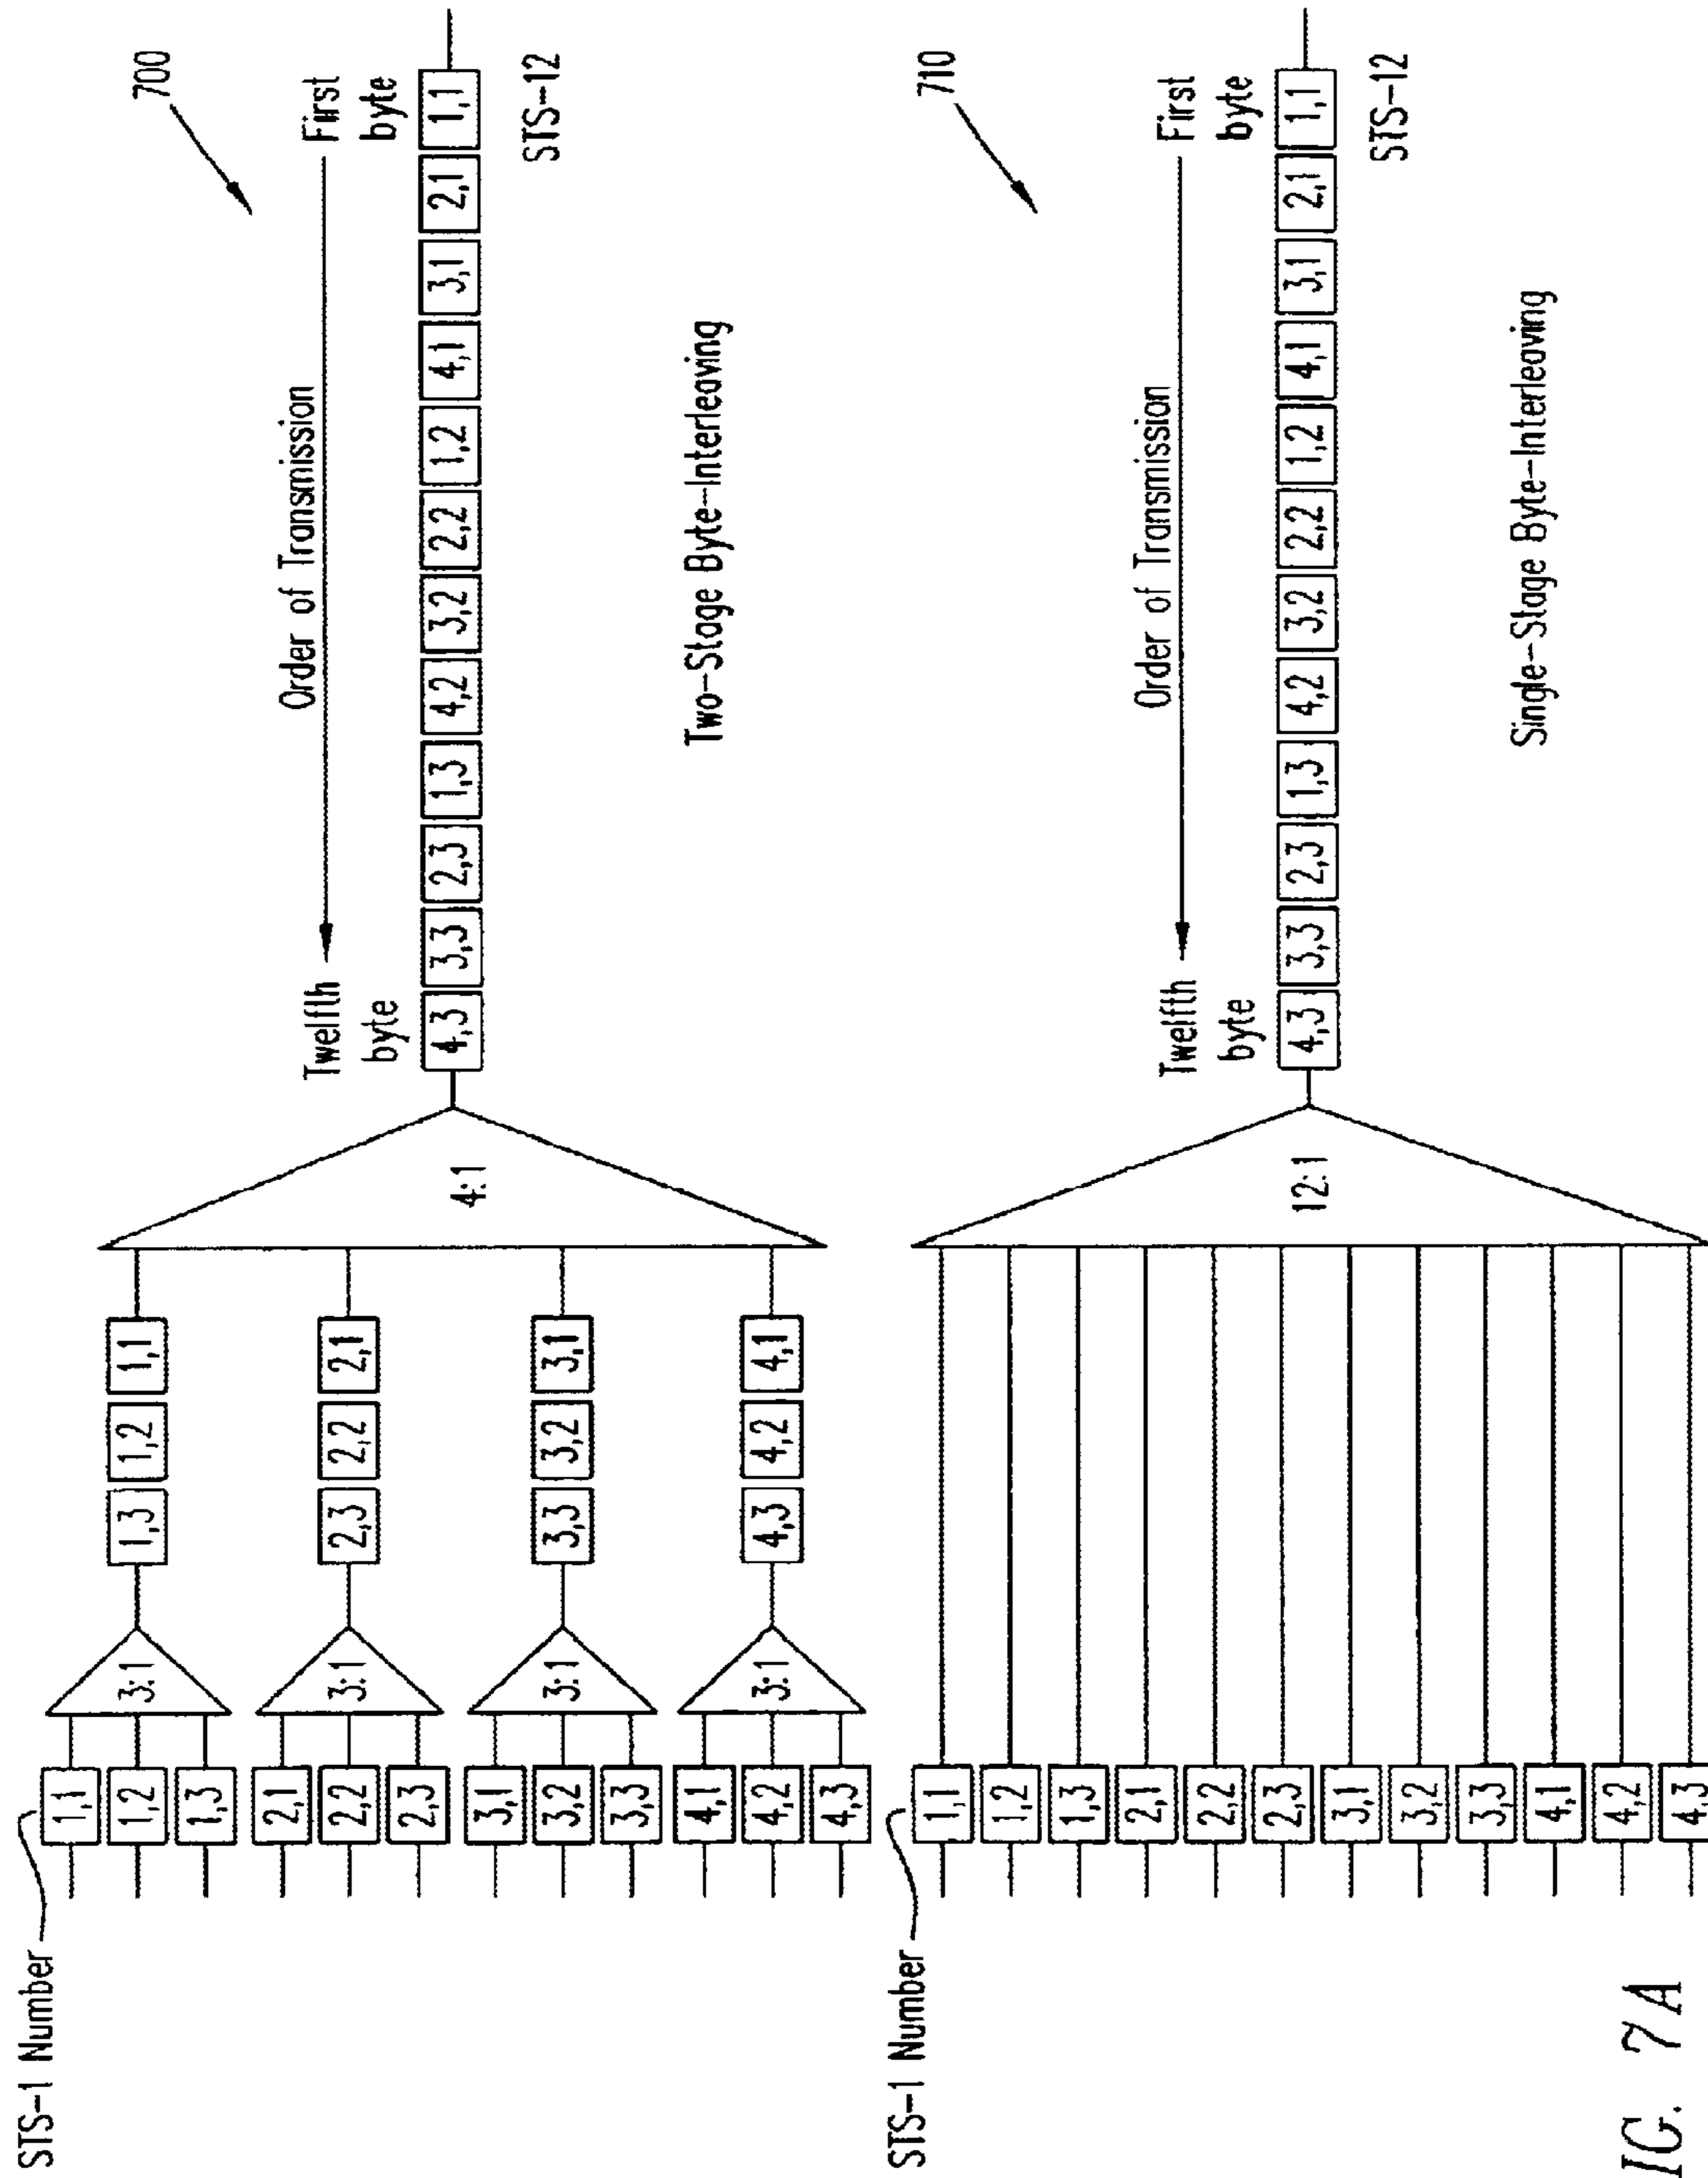 STS-1 Number
1,1
1,2
1,3
2,1
2,2
2,3
3,1
3,2
3,3
4,1
4,2
4,3
3:1
3:1
3:1
3:1
1,3 1,2 1,1
2,3 2,2 2,1
3,3 3,2 3,1
4,3 4,2 4,1
4:1
700
Order of Transmission
Twelfth byte
First byte
4,3 3,3 2,3 1,3 4,2 3,2 2,2 1,2 4,1 3,1 2,1 1,1
STS-12
Two-Stage Byte-Interleaving
STS-1 Number
1,1
1,2
1,3
2,1
2,2
2,3
3,1
3,2
3,3
4,1
4,2
4,3
12:1
710
Order of Transmission
Twelfth byte
First byte
4,3 3,3 2,3 1,3 4,2 3,2 2,2 1,2 4,1 3,1 2,1 1,1
STS-12
Single-Stage Byte-Interleaving
IG. 7A